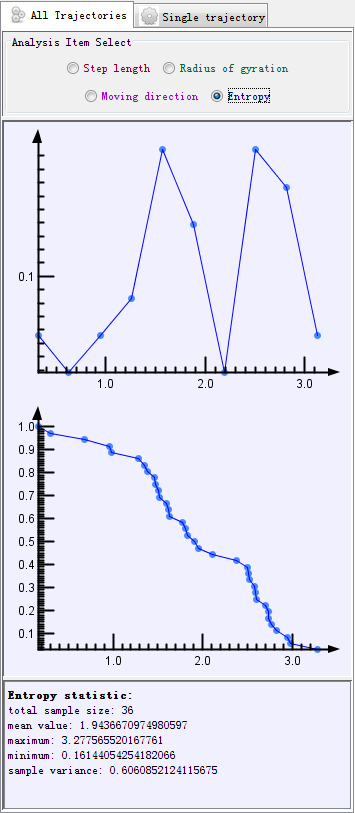 All Trajectories Single trajectory
Analysis Item Select
Step length Radius of gyration
Moving direction Entropy
0.1
1.0 2.0 3.0
1.0
0.9
0.8
0.7
0.6
0.5
0.4
0.3
0.2
0.1
1.0 2.0 3.0
Entropy statistic:
total sample size: 36
mean value: 1.9436670974980597
maximum: 3.277565520167761
minimum: 0.16144054254182066
sample variance: 0.6060852124115675